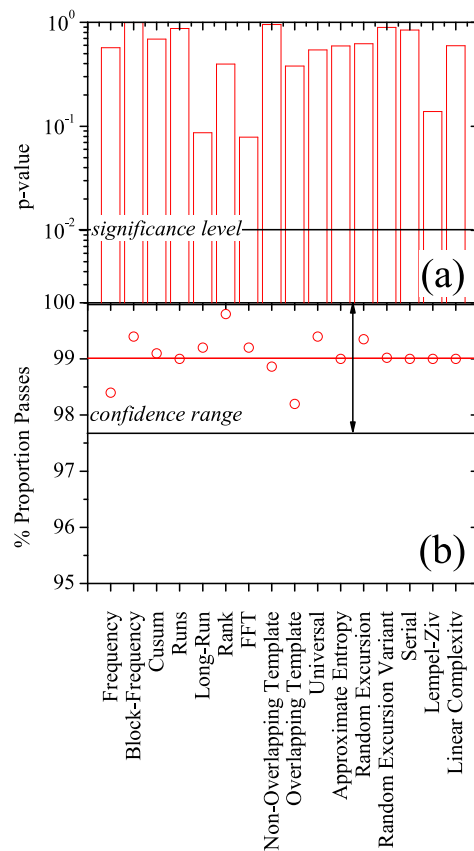 10^0
10^-1
10^-2
p-value
significance level
(a)
100
99
98
97
96
95
% Proportion Passes
confidence range
(b)
Frequency
Block-Frequency
Cusum
Runs
Long-Run
Rank
FFT
Non-Overlapping Template
Overlapping Template
Universal
Approximate Entropy
Random Excursion
Random Excursion Variant
Serial
Lempel-Ziv
Linear Complexity